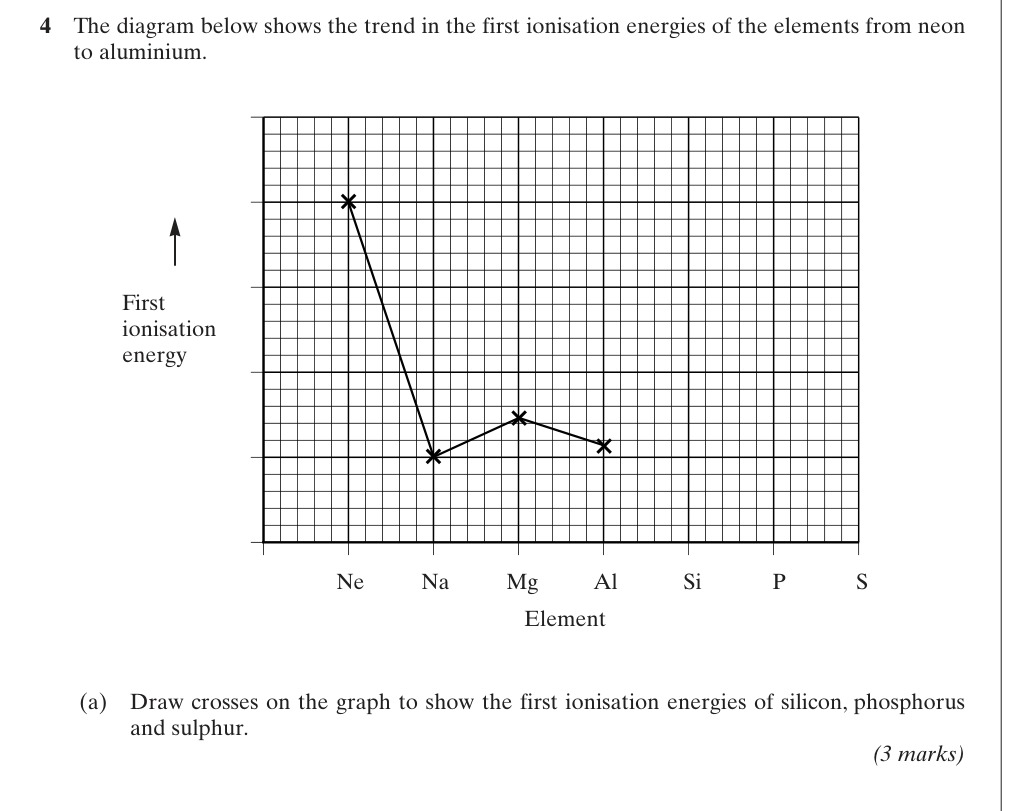 4 The diagram below shows the trend in the first ionisation energies of the elements from neon
to aluminium.
First
ionisation
energy
Ne Na Mg Al Si P S
Element
(a) Draw crosses on the graph to show the first ionisation energies of silicon, phosphorus
and sulphur.
(3 marks)